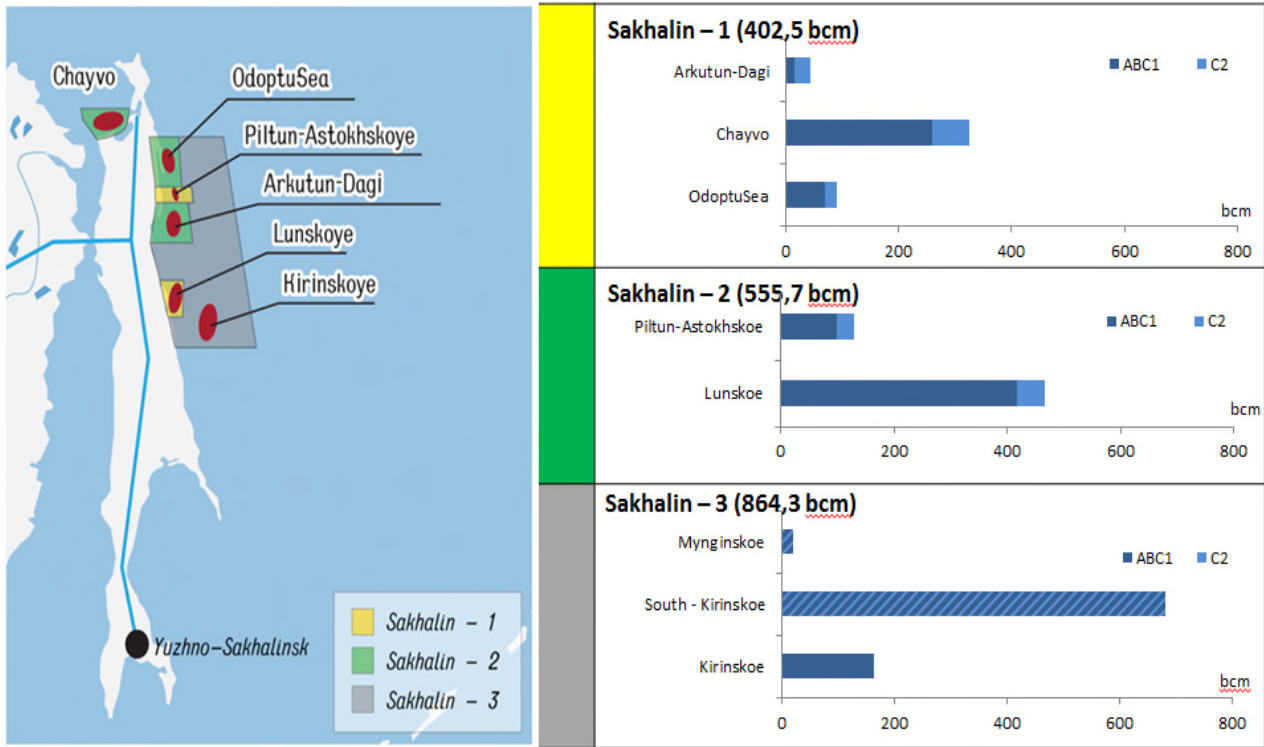 Chayvo
OdoptuSea
Piltun-Astokhskoye
Arkutun-Dagi
Lunskoye
Kirinskoye
Yuzhno-Sakhalinsk
Sakhalin - 1
Sakhalin - 2
Sakhalin - 3
Sakhalin – 1 (402,5 bcm)
Arkutun-Dagi
ABC1 C2
Chayvo
OdoptuSea
bcm
0 200 400 600 800
Sakhalin – 2 (555,7 bcm)
Piltun-Astokhskoe
ABC1 C2
Lunskoe
bcm
0 200 400 600 800
Sakhalin – 3 (864,3 bcm)
Mynginskoe
ABC1 C2
South - Kirinskoe
Kirinskoe
bcm
0 200 400 600 800